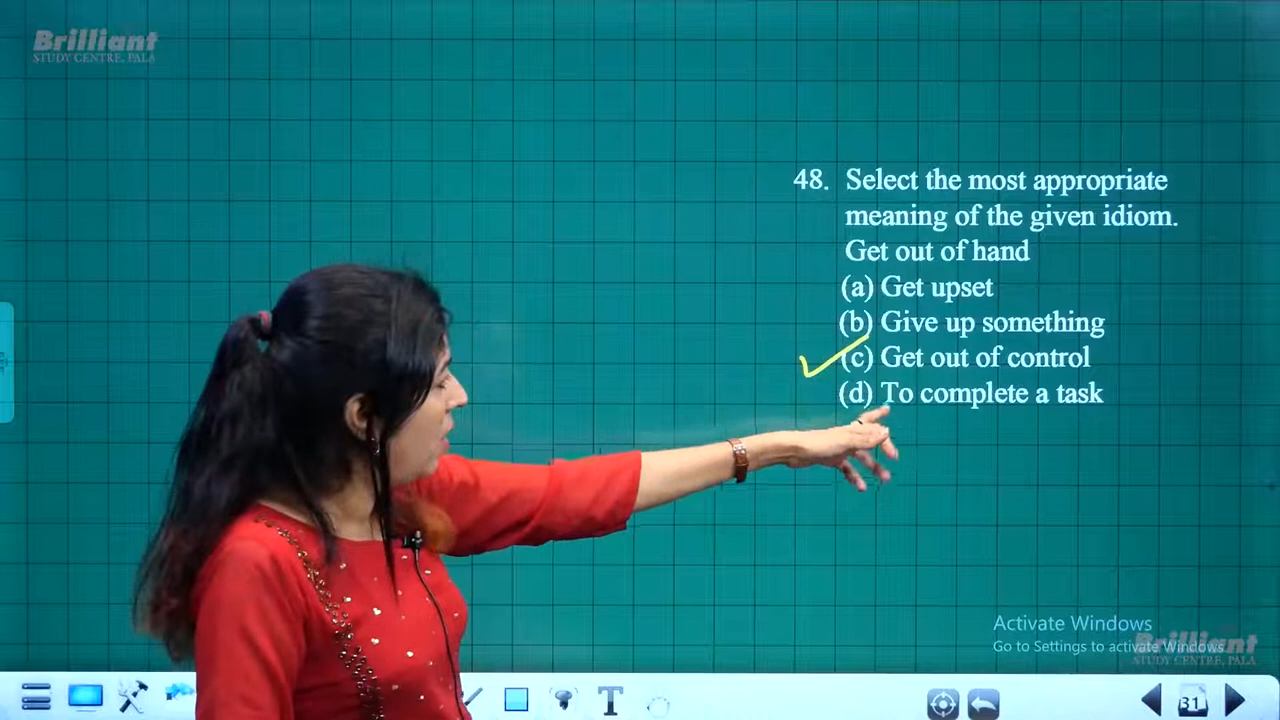 Brilliant
STUDY CENTRE, PALA
48. Select the most appropriate
meaning of the given idiom.
Get out of hand
(a) Get upset
(b) Give up something
(c) Get out of control
(d) To complete a task
Activate Windows
Go to Settings to activate Windows.
Brilliant
STUDY CENTRE, PALA
T
31